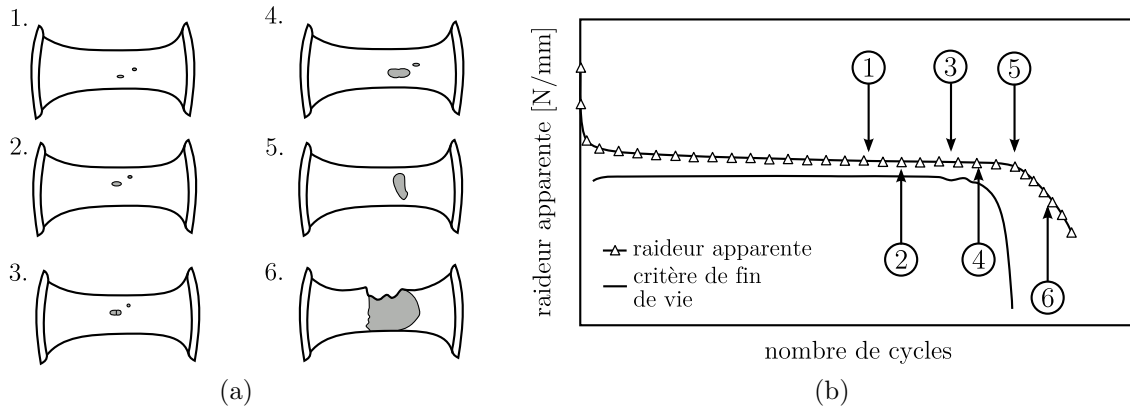 1.
4.
2.
5.
3.
6.
(a)
raideur apparente [N/mm]
1
3
5
2
4
6
raideur apparente
critère de fin
de vie
nombre de cycles
(b)